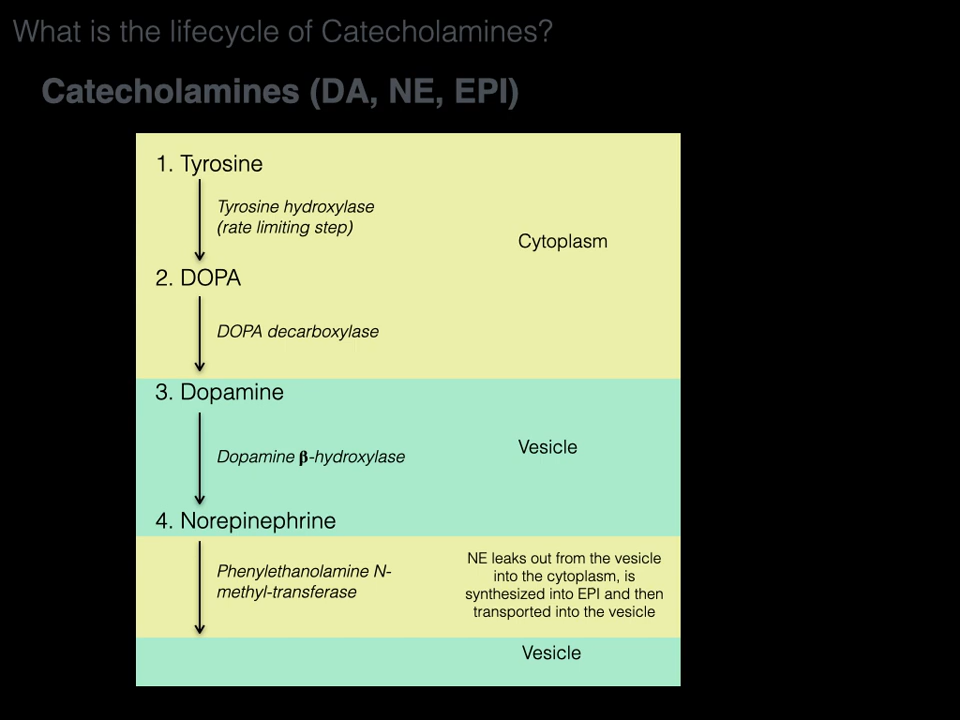 What is the lifecycle of Catecholamines?
Catecholamines (DA, NE, EPI)
1. Tyrosine
Tyrosine hydroxylase
(rate limiting step)
Cytoplasm
2. DOPA
DOPA decarboxylase
3. Dopamine
Dopamine β-hydroxylase
Vesicle
4. Norepinephrine
Phenylethanolamine N-
methyl-transferase
NE leaks out from the vesicle
into the cytoplasm, is
synthesized into EPI and then
transported into the vesicle
Vesicle